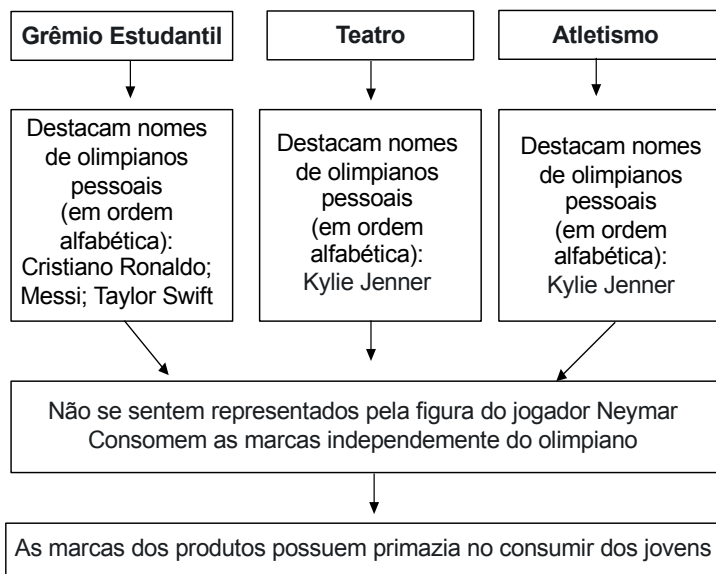 Grêmio Estudantil
Teatro
Atletismo
Destacam nomes
de olimpianos
pessoais
(em ordem
alfabética):
Cristiano Ronaldo;
Messi; Taylor Swift
Destacam nomes
de olimpianos
pessoais
(em ordem
alfabética):
Kylie Jenner
Destacam nomes
de olimpianos
pessoais
(em ordem
alfabética):
Kylie Jenner
Não se sentem representados pela figura do jogador Neymar
Consomem as marcas independemente do olimpiano
As marcas dos produtos possuem primazia no consumir dos jovens